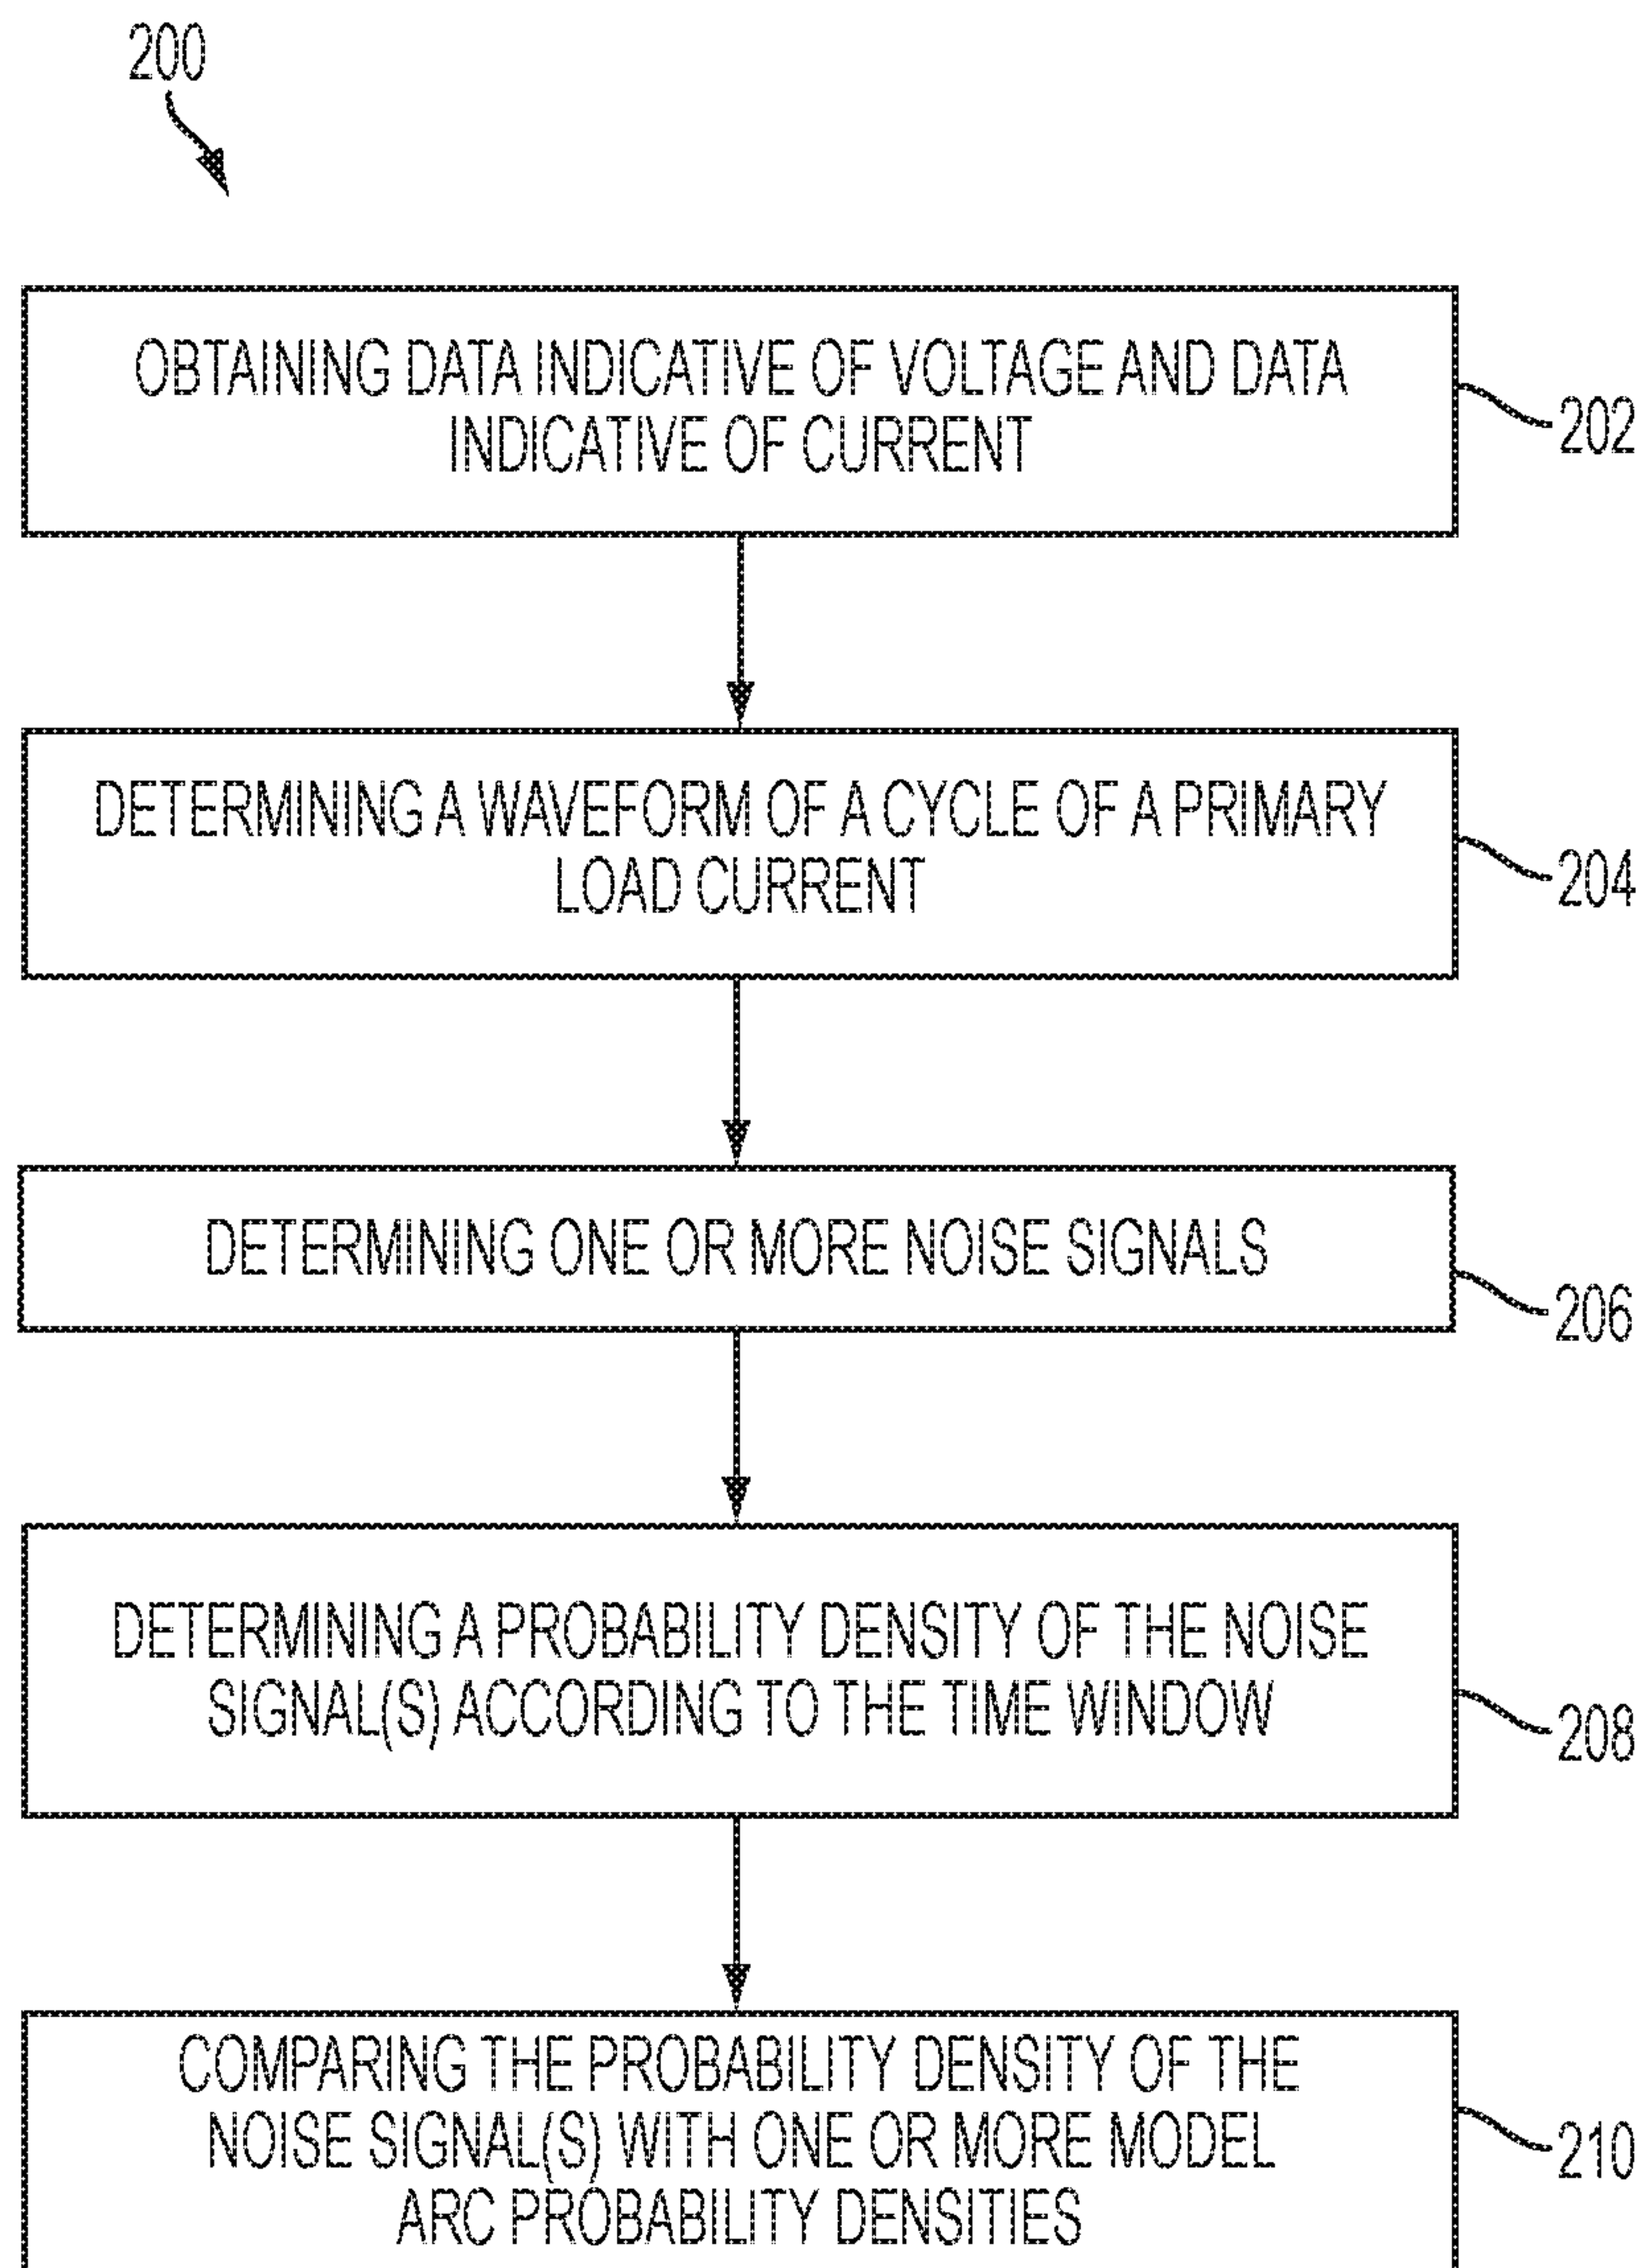 200
OBTAINING DATA INDICATIVE OF VOLTAGE AND DATA
INDICATIVE OF CURRENT
202
DETERMINING A WAVEFORM OF A CYCLE OF A PRIMARY
LOAD CURRENT
204
DETERMINING ONE OR MORE NOISE SIGNALS
206
DETERMINING A PROBABILITY DENSITY OF THE NOISE
SIGNAL(S) ACCORDING TO THE TIME WINDOW
208
COMPARING THE PROBABILITY DENSITY OF THE
NOISE SIGNAL(S) WITH ONE OR MORE MODEL
ARC PROBABILITY DENSITIES
210